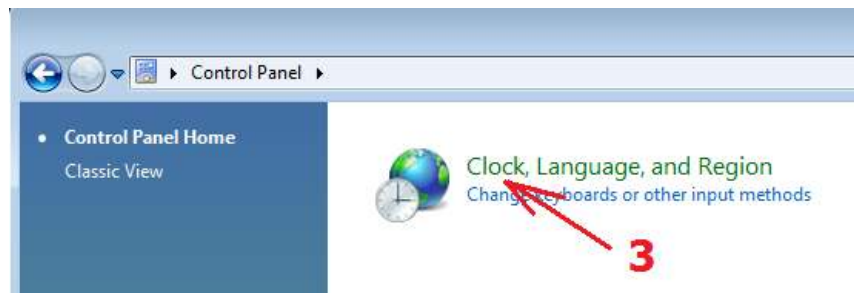 Control Panel
Control Panel Home
Classic View
Clock, Language, and Region
Change keyboards or other input methods
3